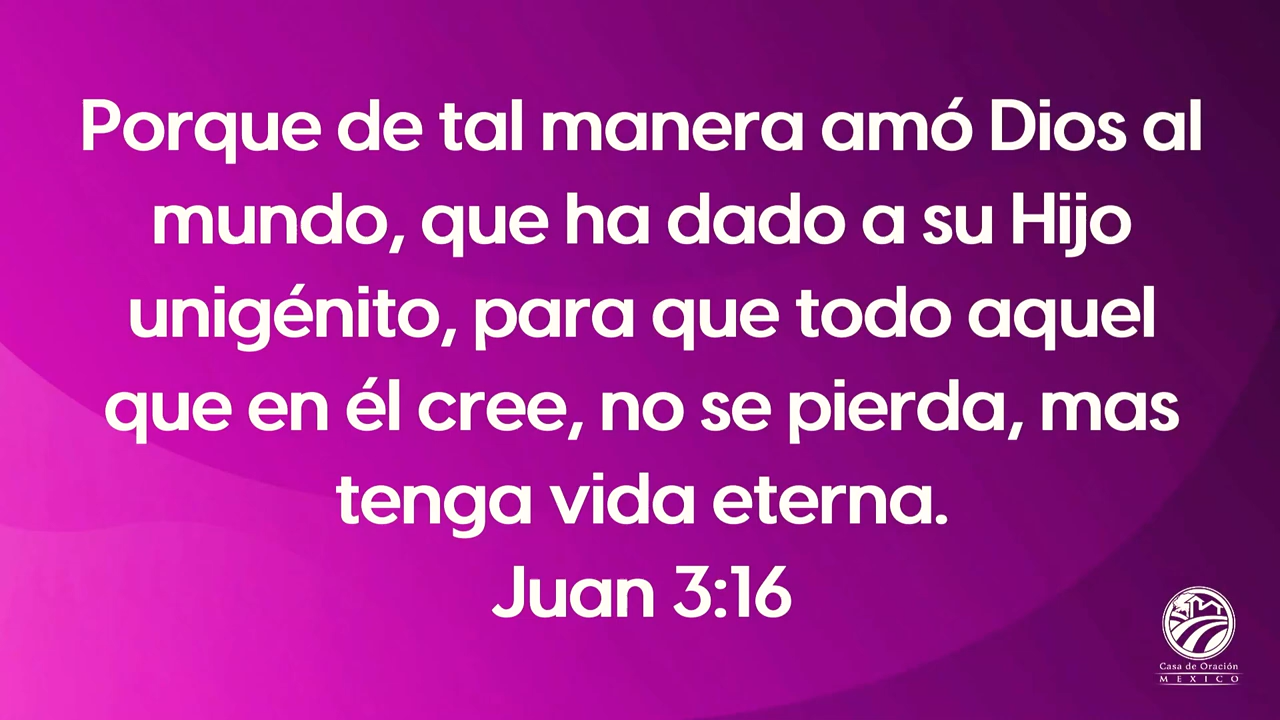 Porque de tal manera amó Dios al
mundo, que ha dado a su Hijo
unigénito, para que todo aquel
que en él cree, no se pierda, mas
tenga vida eterna.
Juan 3:16
Casa de Oración
MEXICO